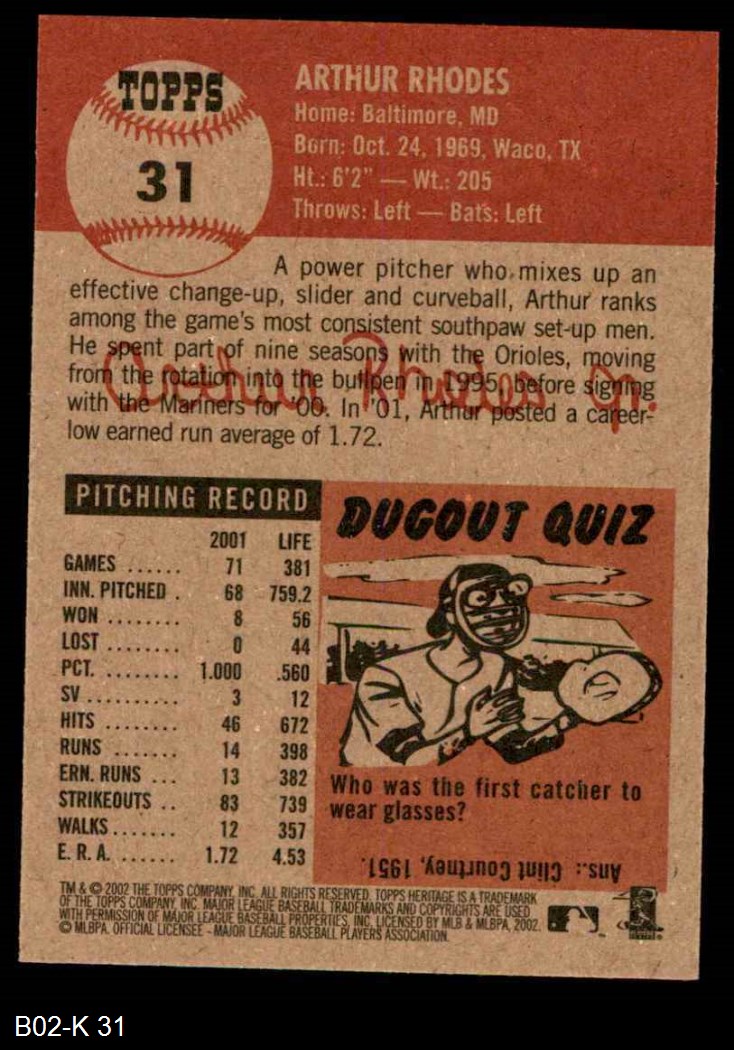 TOPPS
31
ARTHUR RHODES
Home: Baltimore, MD
Born: Oct. 24, 1969, Waco, TX
Ht.: 6'2" — Wt.: 205
Throws: Left — Bats: Left
A power pitcher who mixes up an
effective change-up, slider and curveball, Arthur ranks
among the game's most consistent southpaw set-up men.
He spent part of nine seasons with the Orioles, moving
from the rotation into the bullpen in 1995, before signing
with the Mariners for '00. In '01, Arthur posted a career-
low earned run average of 1.72.
Arthur Rhodes Jr.
PITCHING RECORD
2001 LIFE
GAMES ...... 71 381
INN. PITCHED . 68 759.2
WON ........ 8 56
LOST ........ 0 44
PCT. ........ 1.000 .560
SV .......... 3 12
HITS ........ 46 672
RUNS ....... 14 398
ERN. RUNS ... 13 382
STRIKEOUTS .. 83 739
WALKS ....... 12 357
E. R. A. ...... 1.72 4.53
DUGOUT QUIZ
Who was the first catcher to
wear glasses?
Ans.: Clint Courtney, 1951.
TM & © 2002 THE TOPPS COMPANY, INC. ALL RIGHTS RESERVED. TOPPS HERITAGE IS A TRADEMARK
OF THE TOPPS COMPANY, INC. MAJOR LEAGUE BASEBALL TRADEMARKS AND COPYRIGHTS ARE USED
WITH PERMISSION OF MAJOR LEAGUE BASEBALL PROPERTIES, INC. LICENSED BY MLB & MLBPA, 2002.
© MLBPA. OFFICIAL LICENSEE - MAJOR LEAGUE BASEBALL PLAYERS ASSOCIATION.
B02-K 31